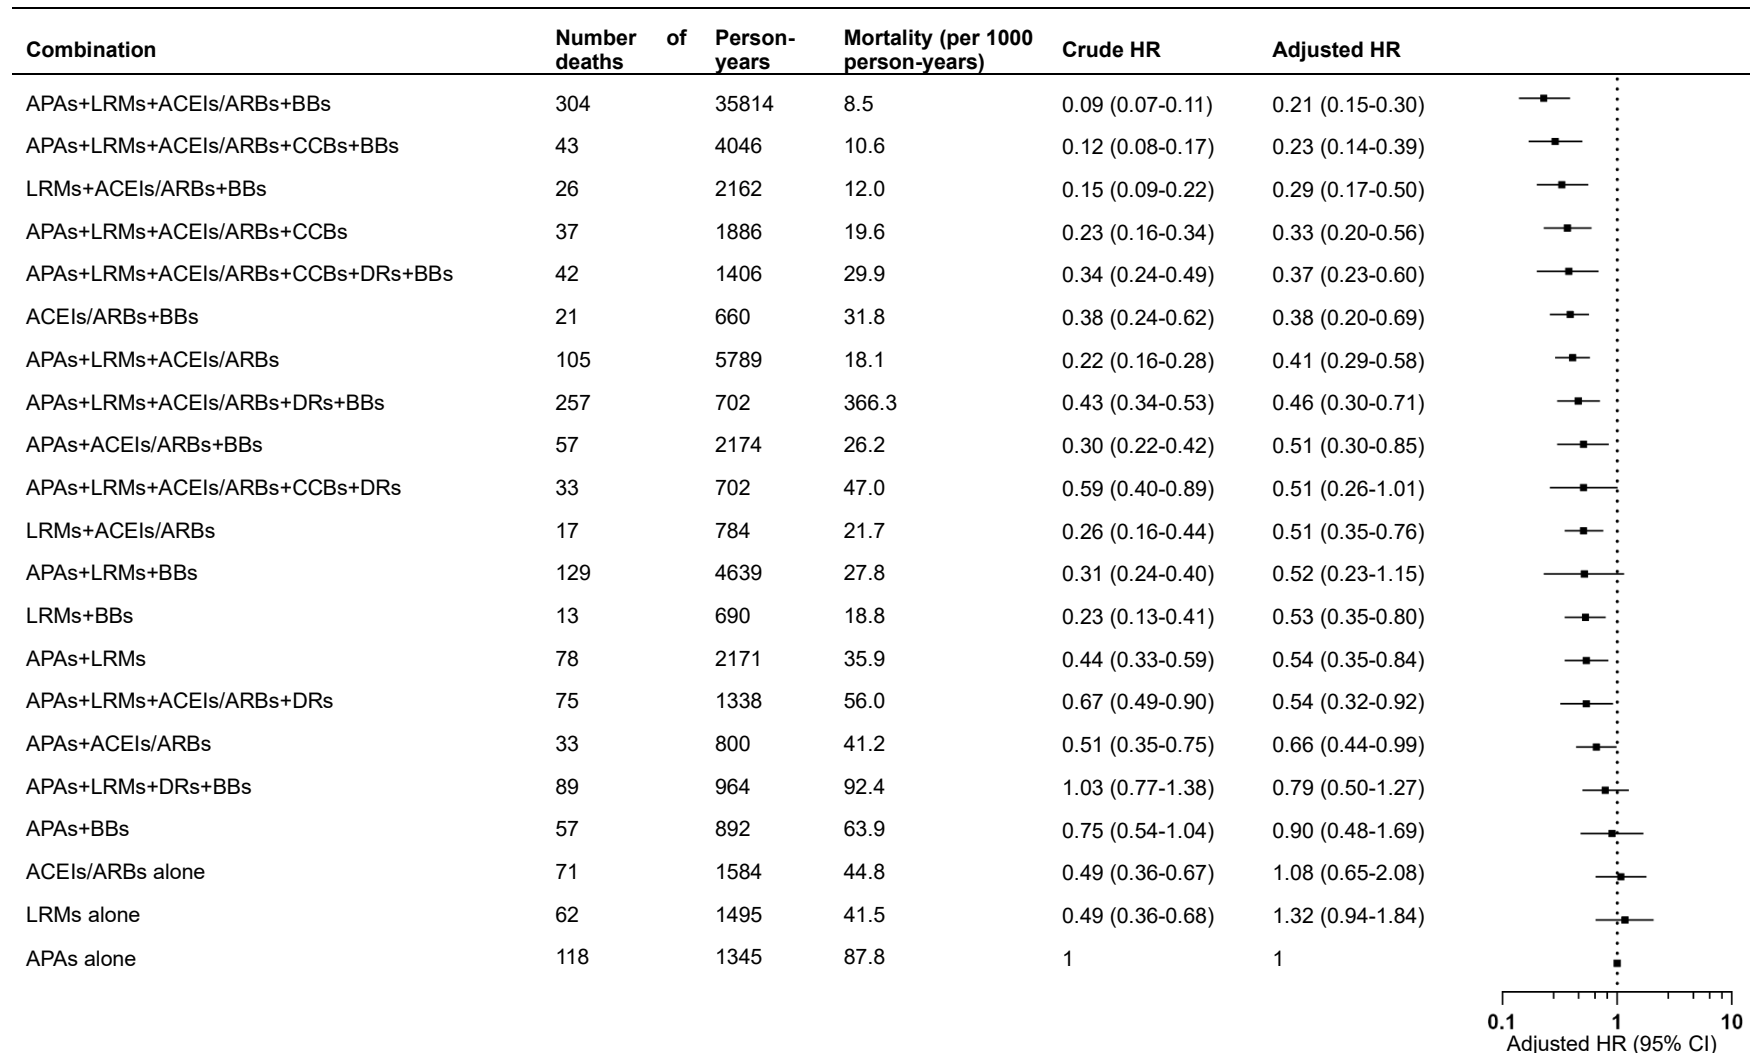 Combination Number of deaths Person-years Mortality (per 1000 person-years) Crude HR Adjusted HR
APAs+LRMs+ACEIs/ARBs+BBs 304 35814 8.5 0.09 (0.07-0.11) 0.21 (0.15-0.30)
APAs+LRMs+ACEIs/ARBs+CCBs+BBs 43 4046 10.6 0.12 (0.08-0.17) 0.23 (0.14-0.39)
LRMs+ACEIs/ARBs+BBs 26 2162 12.0 0.15 (0.09-0.22) 0.29 (0.17-0.50)
APAs+LRMs+ACEIs/ARBs+CCBs 37 1886 19.6 0.23 (0.16-0.34) 0.33 (0.20-0.56)
APAs+LRMs+ACEIs/ARBs+CCBs+DRs+BBs 42 1406 29.9 0.34 (0.24-0.49) 0.37 (0.23-0.60)
ACEIs/ARBs+BBs 21 660 31.8 0.38 (0.24-0.62) 0.38 (0.20-0.69)
APAs+LRMs+ACEIs/ARBs 105 5789 18.1 0.22 (0.16-0.28) 0.41 (0.29-0.58)
APAs+LRMs+ACEIs/ARBs+DRs+BBs 257 702 366.3 0.43 (0.34-0.53) 0.46 (0.30-0.71)
APAs+ACEIs/ARBs+BBs 57 2174 26.2 0.30 (0.22-0.42) 0.51 (0.30-0.85)
APAs+LRMs+ACEIs/ARBs+CCBs+DRs 33 702 47.0 0.59 (0.40-0.89) 0.51 (0.26-1.01)
LRMs+ACEIs/ARBs 17 784 21.7 0.26 (0.16-0.44) 0.51 (0.35-0.76)
APAs+LRMs+BBs 129 4639 27.8 0.31 (0.24-0.40) 0.52 (0.23-1.15)
LRMs+BBs 13 690 18.8 0.23 (0.13-0.41) 0.53 (0.35-0.80)
APAs+LRMs 78 2171 35.9 0.44 (0.33-0.59) 0.54 (0.35-0.84)
APAs+LRMs+ACEIs/ARBs+DRs 75 1338 56.0 0.67 (0.49-0.90) 0.54 (0.32-0.92)
APAs+ACEIs/ARBs 33 800 41.2 0.51 (0.35-0.75) 0.66 (0.44-0.99)
APAs+LRMs+DRs+BBs 89 964 92.4 1.03 (0.77-1.38) 0.79 (0.50-1.27)
APAs+BBs 57 892 63.9 0.75 (0.54-1.04) 0.90 (0.48-1.69)
ACEIs/ARBs alone 71 1584 44.8 0.49 (0.36-0.67) 1.08 (0.65-2.08)
LRMs alone 62 1495 41.5 0.49 (0.36-0.68) 1.32 (0.94-1.84)
APAs alone 118 1345 87.8 1 1
0.1 1 10
Adjusted HR (95% CI)